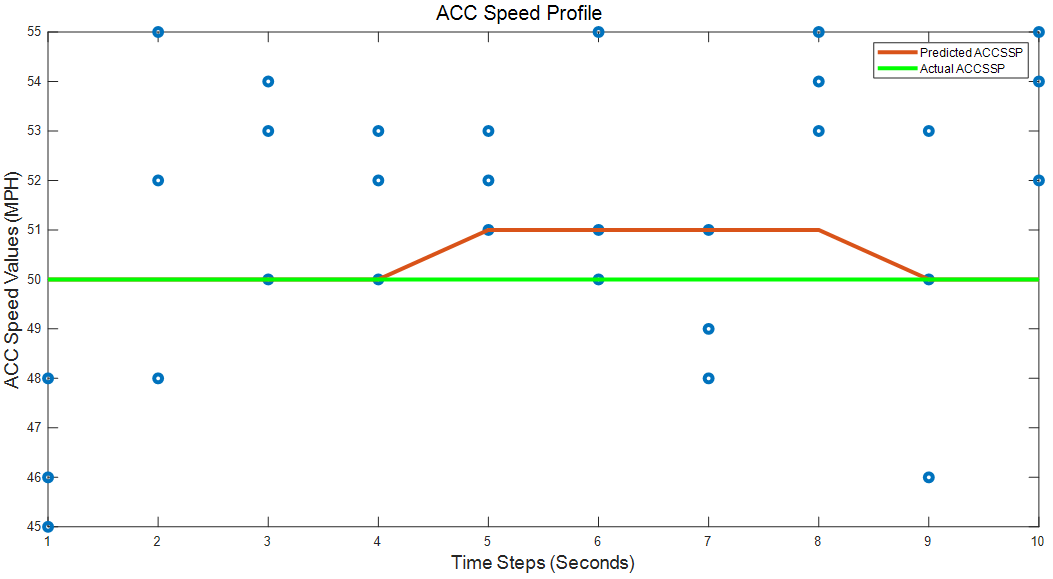 ACC Speed Profile
Predicted ACCSSP
Actual ACCSSP
55
54
53
52
51
50
49
48
47
46
45
ACC Speed Values (MPH)
1 2 3 4 5 6 7 8 9 10
Time Steps (Seconds)